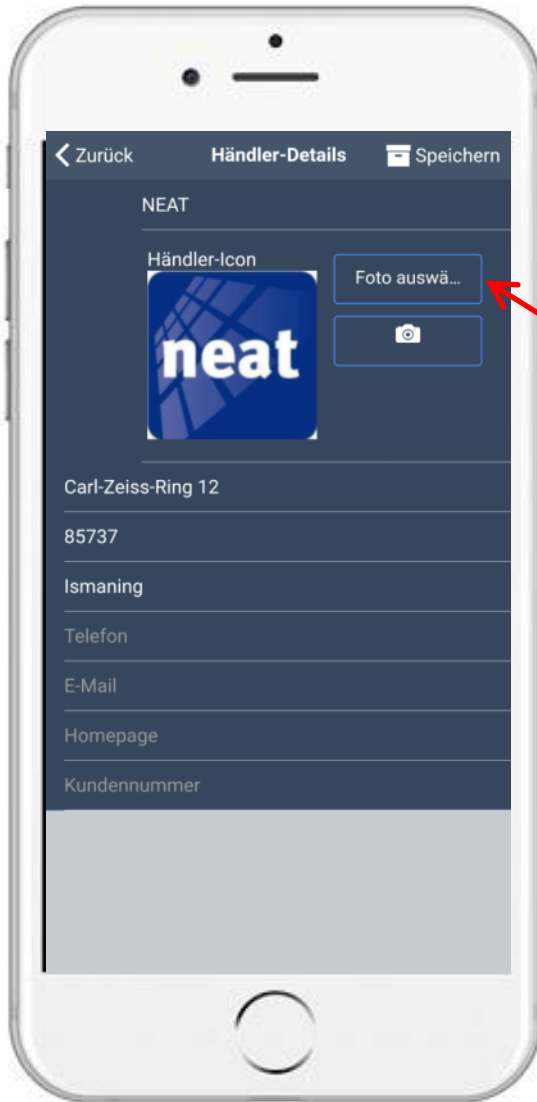 Zurück Händler-Details Speichern
NEAT
Händler-Icon
Foto auswä...
neat
Carl-Zeiss-Ring 12
85737
Ismaning
Telefon
E-Mail
Homepage
Kundennummer